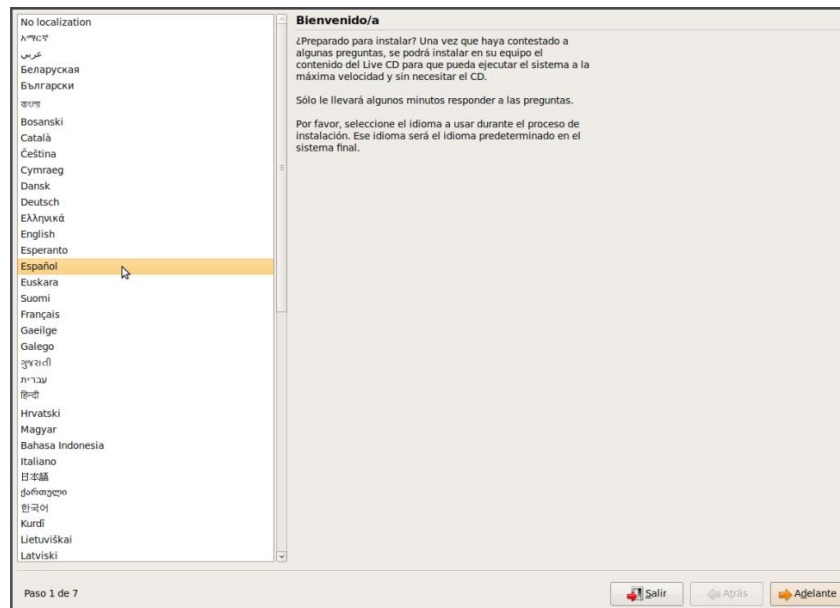 No localization
አማርኛ
عربي
Беларуская
Български
বাংলা
Bosanski
Català
Čeština
Cymraeg
Dansk
Deutsch
Ελληνικά
English
Esperanto
Español
Euskara
Suomi
Français
Gaeilge
Galego
ગુજરાતી
עברית
हिन्दी
Hrvatski
Magyar
Bahasa Indonesia
Italiano
日本語
ქართული
한국어
Kurdî
Lietuviškai
Latviski
Bienvenido/a
¿Preparado para instalar? Una vez que haya contestado a
algunas preguntas, se podrá instalar en su equipo el
contenido del Live CD para que pueda ejecutar el sistema a la
máxima velocidad y sin necesitar el CD.
Sólo le llevará algunos minutos responder a las preguntas.
Por favor, seleccione el idioma a usar durante el proceso de
instalación. Ese idioma será el idioma predeterminado en el
sistema final.
Paso 1 de 7
Salir
Atrás
Adelante